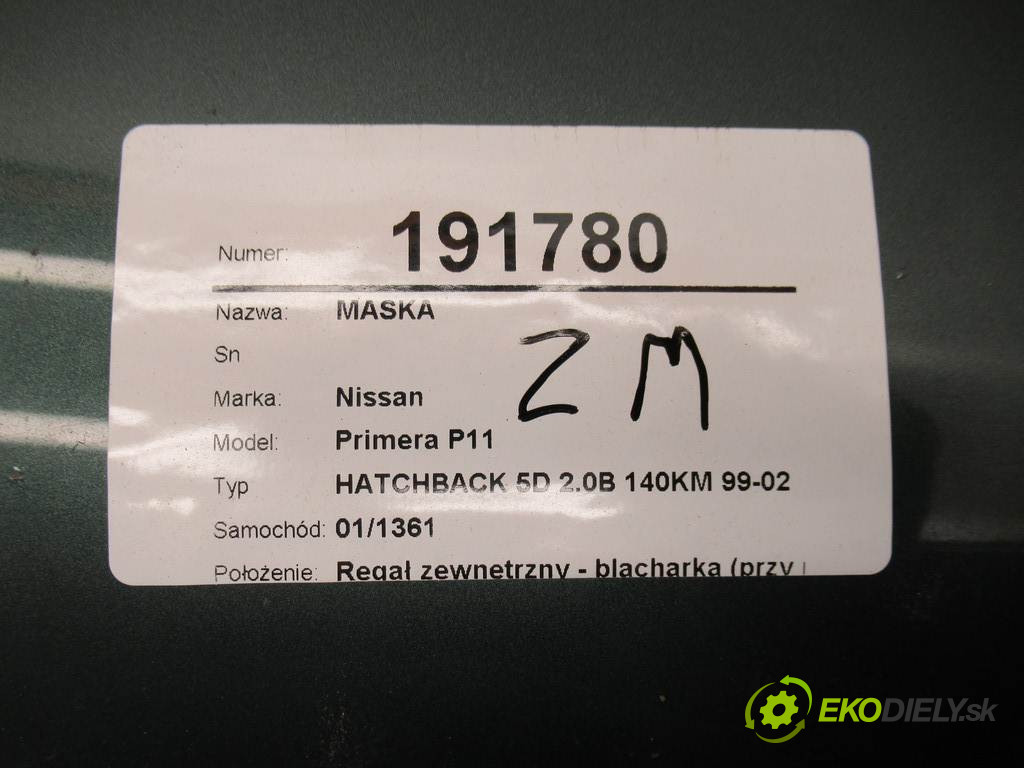 Numer: 191780
Nazwa: MASKA
Sn
ZM
Marka: Nissan
Model: Primera P11
Typ HATCHBACK 5D 2.0B 140KM 99-02
Samochód: 01/1361
Położenie: Regał zewnetrzny - blacharka (przy
EKODIELY.sk